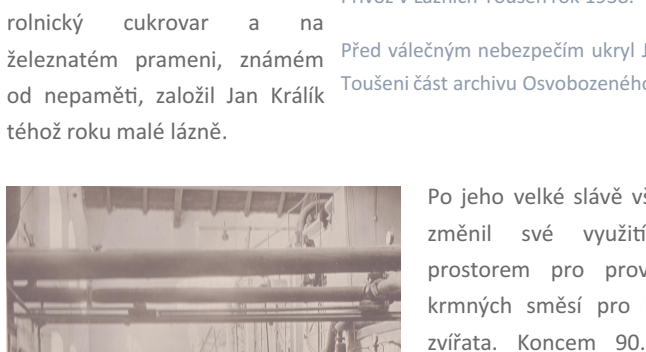 rolnický cukrovar a na
železnatém prameni, známém
od nepaměti, založil Jan Králík
téhož roku malé lázně.
Před válečným nebezpečím ukryl
Toušeni část archivu Osvobozeného
Po jeho velké slávě
změnil své využití
prostorem pro
krmných směsí pro
zvířata. Koncem 90.